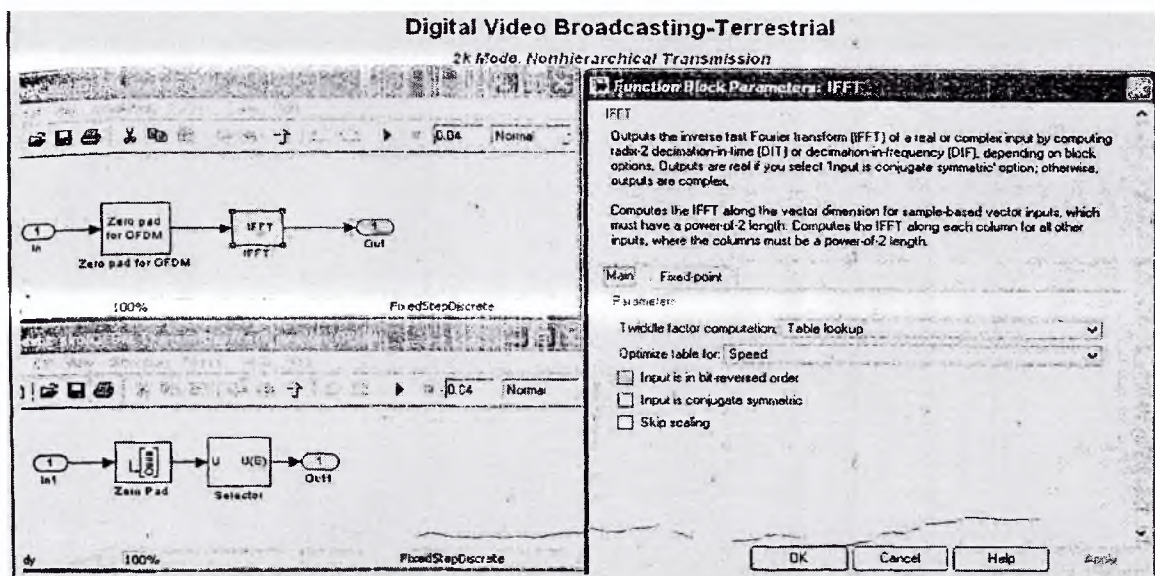 Digital Video Broadcasting-Terrestrial
2k Mode, Nonhierarchical Transmission
0.04 Normal
1
In
Zero pad
for OFDM
Zero pad for OFDM
IFFT
IFFT
1
Out
100% FixedStepDiscrete
0.04 Normal
1
In1
Zero Pad
U U(E)
Selector
1
Out1
dy 100% FixedStepDiscrete
Function Block Parameters: IFFT
IFFT
Outputs the inverse fast Fourier transform (IFFT) of a real or complex input by computing
radix-2 decimation-in-time (DIT) or decimation-in-frequency (DIF), depending on block
options. Outputs are real if you select 'Input is conjugate symmetric' option; otherwise,
outputs are complex.
Computes the IFFT along the vector dimension for sample-based vector inputs, which
must have a power-of-2 length. Computes the IFFT along each column for all other
inputs, where the columns must be a power-of-2 length.
Main Fixed-point
Parameters
Twiddle factor computation: Table lookup
Optimize table for: Speed
Input is in bit-reversed order
Input is conjugate symmetric
Skip scaling
OK Cancel Help Apply